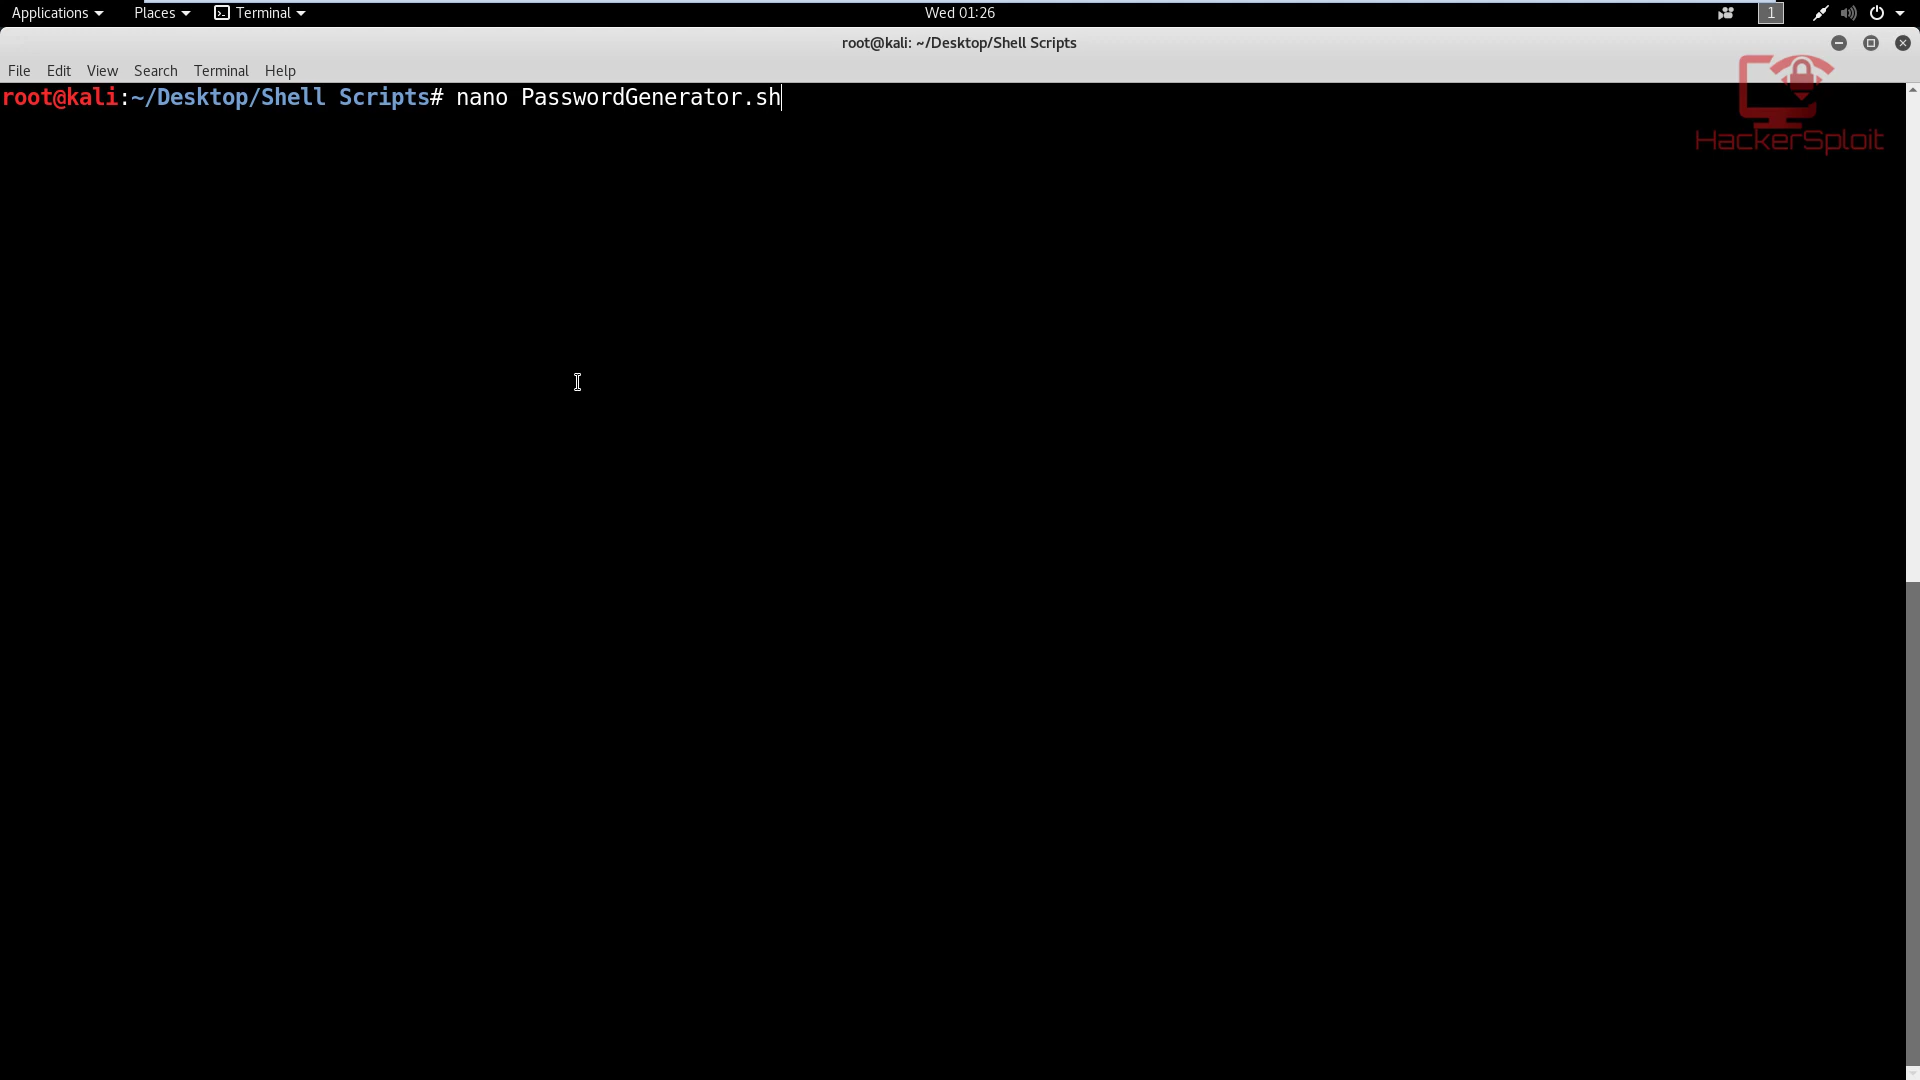 Applications Places Terminal Wed 01:26 1
root@kali: ~/Desktop/Shell Scripts
File Edit View Search Terminal Help
root@kali:~/Desktop/Shell Scripts# nano PasswordGenerator.sh
HackerSploit